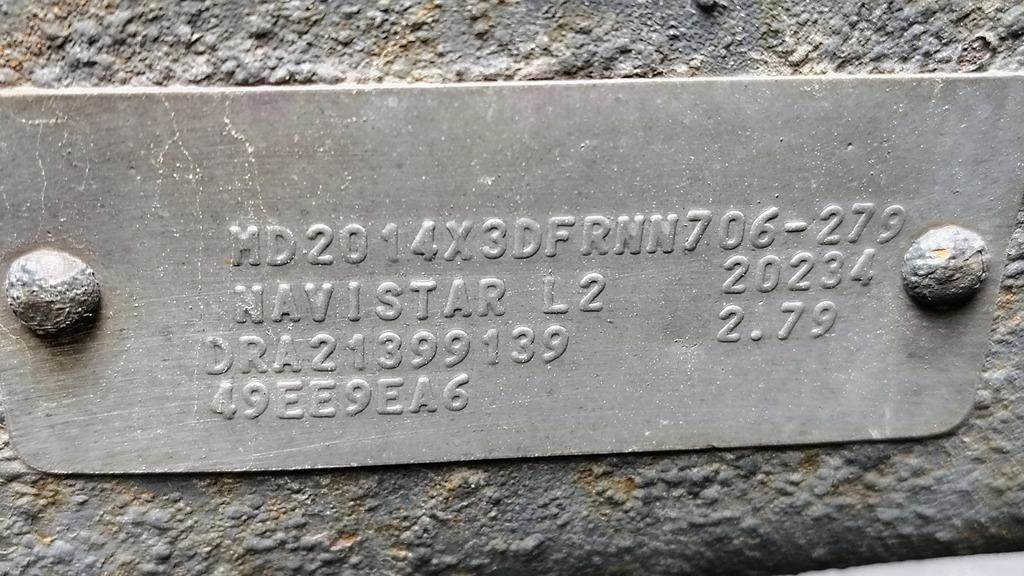 MD2014X3DFRNN706-279
NAVISTAR L2 20234
DRA21399139 2.79
49EE9EA6